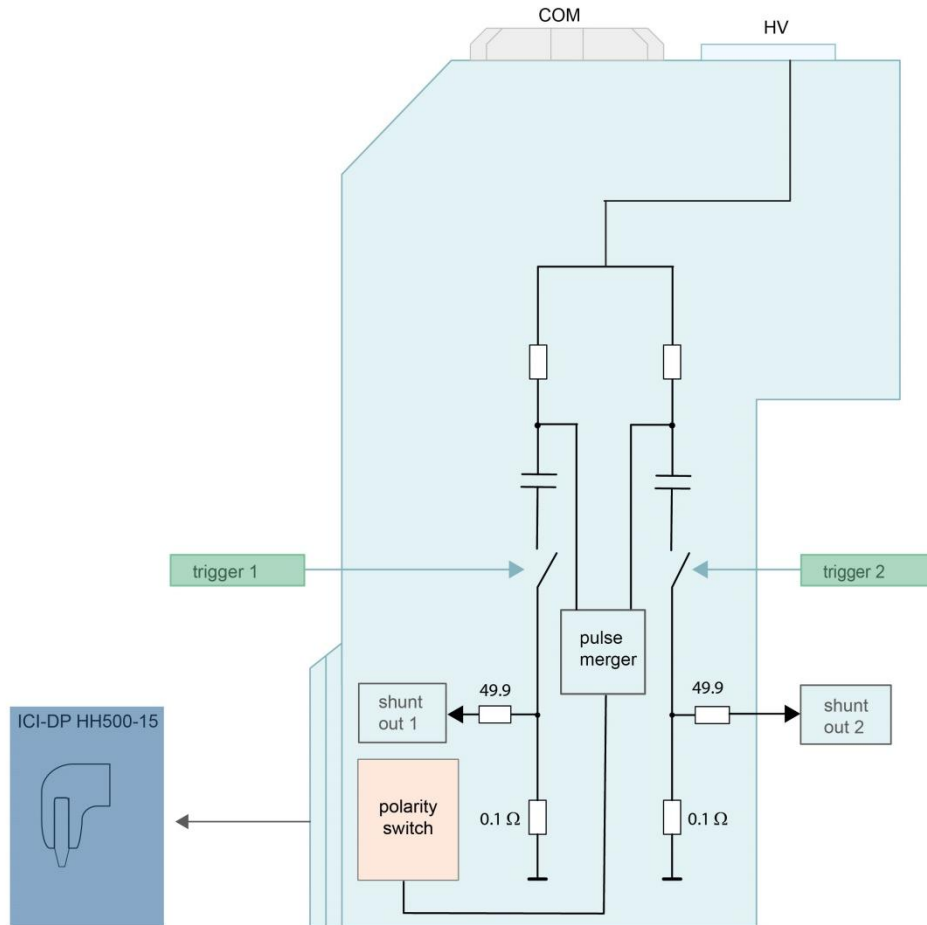 COM
HV
trigger 1
trigger 2
pulse
merger
49.9
49.9
shunt
out 1
shunt
out 2
ICI-DP HH500-15
polarity
switch
0.1 Ω
0.1 Ω